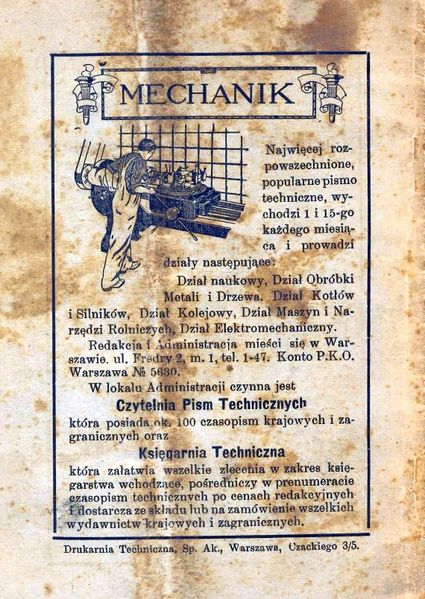 MECHANIK
Najwięcej roz-
powszechnione,
popularne pismo
techniczne, wy-
chodzi 1 i 15-go
każdego miesią-
ca i prowadzi
działy następujące:
Dział naukowy, Dział Obróbki
Metali i Drzewa, Dział Kotłów
i Silników, Dział Kolejowy, Dział Maszyn i Na-
rzędzi Rolniczych, Dział Elektromechaniczny.
Redakcja i Administracja mieści się w War-
szawie, ul. Fredry 2, m. 1, tel. 1-47. Konto P.K.O.
Warszawa № 5630.
W lokalu Administracji czynna jest
Czytelnia Pism Technicznych
która posiada ok. 100 czasopism krajowych i za-
granicznych oraz
Księgarnia Techniczna
która załatwia wszelkie zlecenia w zakres księ-
garstwa wchodzące, pośredniczy w prenumeracie
czasopism technicznych po cenach redakcyjnych
i dostarcza ze składu lub na zamówienie wszelkich
wydawnictw krajowych i zagranicznych.
Drukarnia Techniczna, Sp. Ak., Warszawa, Czackiego 3/5.